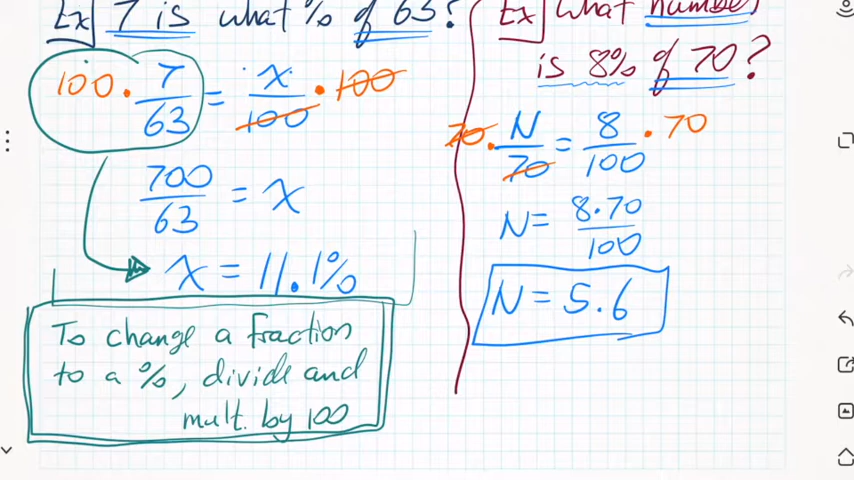 Ex 7 is what % of 63?
100 · 7/63 = x/100 · 100
700/63 = x
x = 11.1%
To change a fraction
to a %, divide and
mult. by 100
Ex What number
is 8% of 70?
70 · N/70 = 8/100 · 70
N = 8·70/100
N = 5.6